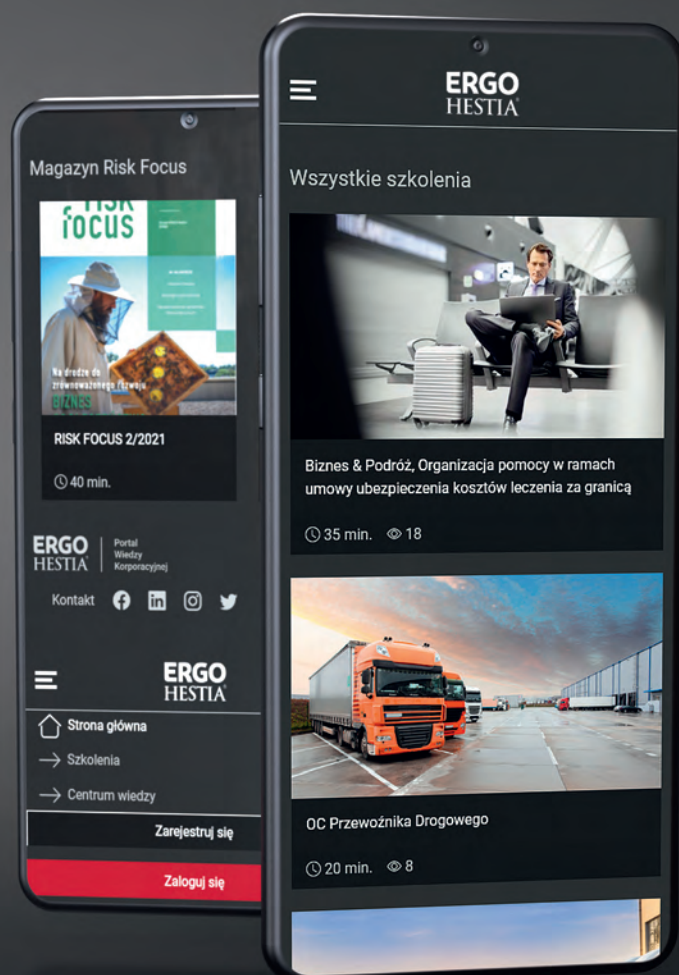 Magazyn Risk Focus
risk
focus
Na drodze do
zrównoważonego rozwoju
BIZNES
RISK FOCUS 2/2021
40 min.
ERGO
HESTIA
Portal
Wiedzy
Korporacyjnej
Kontakt
ERGO
HESTIA
Strona główna
Szkolenia
Centrum wiedzy
Zarejestruj się
Zaloguj się
ERGO
HESTIA
Wszystkie szkolenia
Biznes & Podróż, Organizacja pomocy w ramach
umowy ubezpieczenia kosztów leczenia za granicą
35 min. 18
OC Przewoźnika Drogowego
20 min. 8